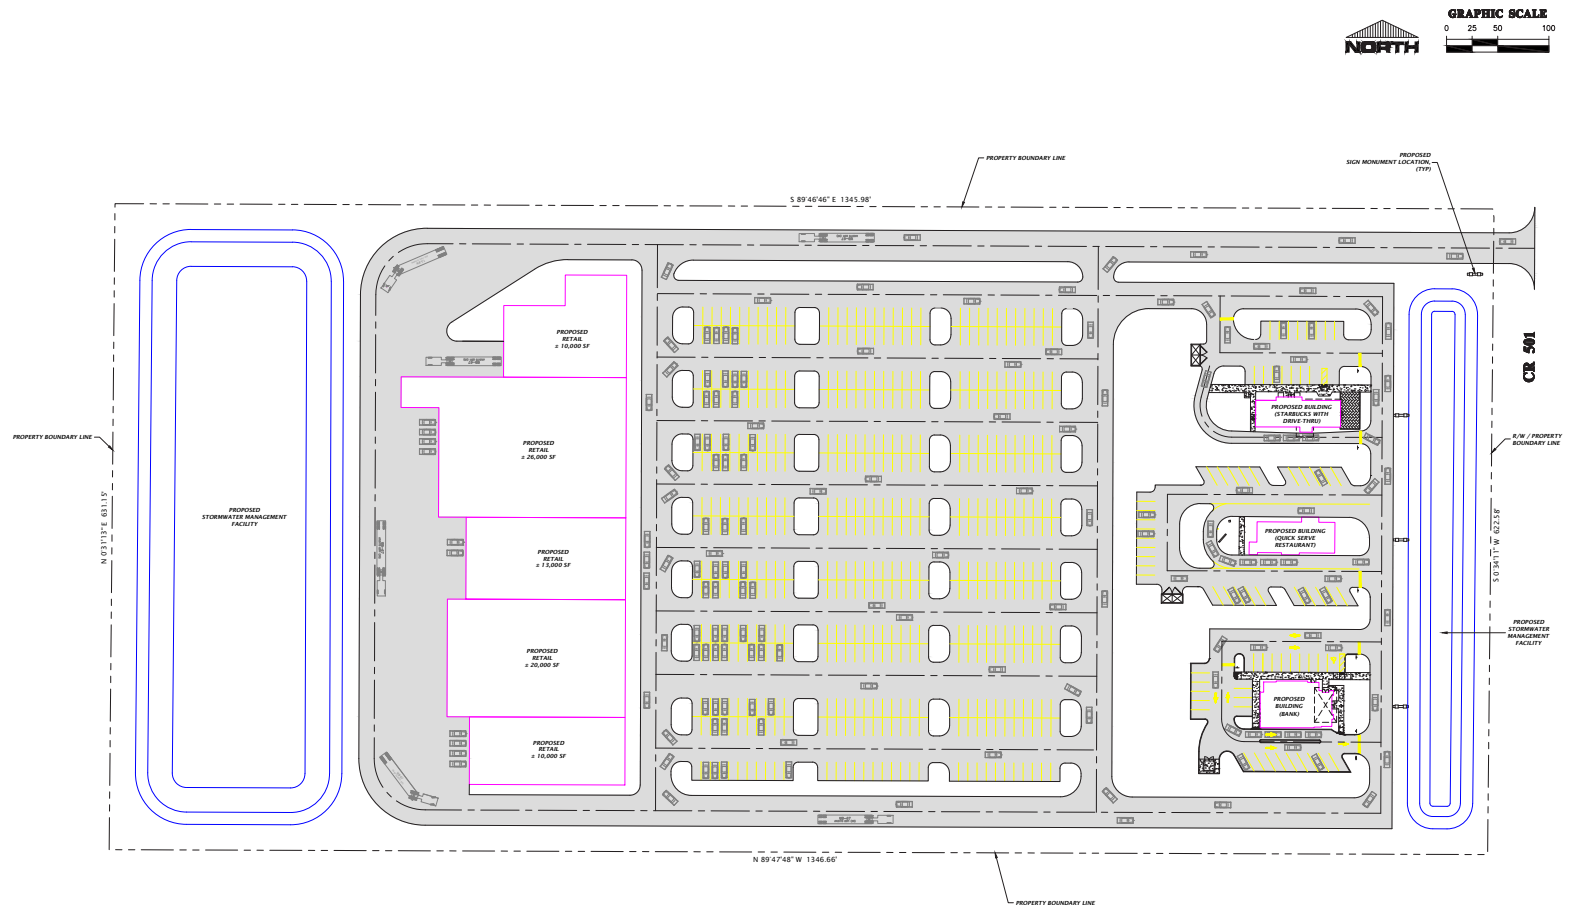 GRAPHIC SCALE
0 25 50 100
NORTH
PROPERTY BOUNDARY LINE
PROPOSED
SIGN MONUMENT LOCATION,
(TYP)
S 89°46'46" E 1345.98'
PROPOSED
RETAIL
± 10,000 SF
CR 501
PROPOSED BUILDING
(STARBUCKS WITH
DRIVE-THRU)
PROPERTY BOUNDARY LINE
R/W / PROPERTY
BOUNDARY LINE
PROPOSED
RETAIL
± 26,000 SF
N 0°31'13" E 631.15'
PROPOSED
STORMWATER MANAGEMENT
FACILITY
PROPOSED BUILDING
(QUICK SERVE
RESTAURANT)
S 0°34'11" W 622.58'
PROPOSED
RETAIL
± 13,000 SF
PROPOSED
STORMWATER
MANAGEMENT
FACILITY
PROPOSED
RETAIL
± 20,000 SF
PROPOSED
BUILDING
(BANK)
X
PROPOSED
RETAIL
± 10,000 SF
N 89°47'48" W 1346.66'
PROPERTY BOUNDARY LINE